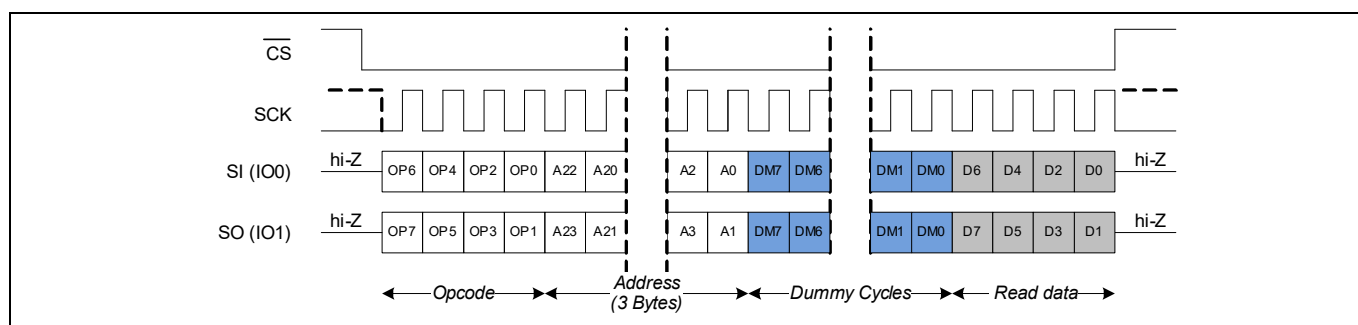 CS
SCK
SI (IO0) hi-Z OP6 OP4 OP2 OP0 A22 A20 A2 A0 DM7 DM6 DM1 DM0 D6 D4 D2 D0 hi-Z
SO (IO1) hi-Z OP7 OP5 OP3 OP1 A23 A21 A3 A1 DM7 DM6 DM1 DM0 D7 D5 D3 D1 hi-Z
Opcode Address Dummy Cycles Read data
(3 Bytes)